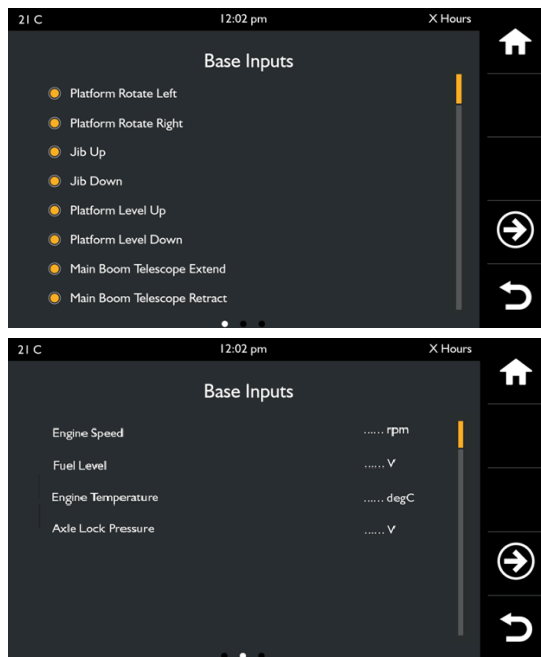 21 C 12:02 pm X Hours
Base Inputs
Platform Rotate Left
Platform Rotate Right
Jib Up
Jib Down
Platform Level Up
Platform Level Down
Main Boom Telescope Extend
Main Boom Telescope Retract
21 C 12:02 pm X Hours
Base Inputs
Engine Speed ...... rpm
Fuel Level ...... V
Engine Temperature ...... degC
Axle Lock Pressure ...... V